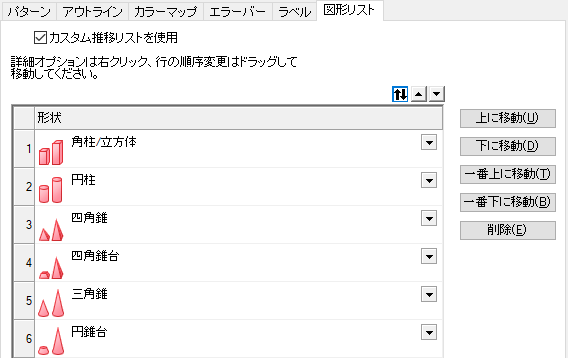 パターン アウトライン カラーマップ エラーバー ラベル 図形リスト
カスタム推移リストを使用
詳細オプションは右クリック、行の順序変更はドラッグして
移動してください。
形状
1 角柱/立方体
2 円柱
3 四角錐
4 四角錐台
5 三角錐
6 円錐台
上に移動(U)
下に移動(D)
一番上に移動(T)
一番下に移動(B)
削除(E)